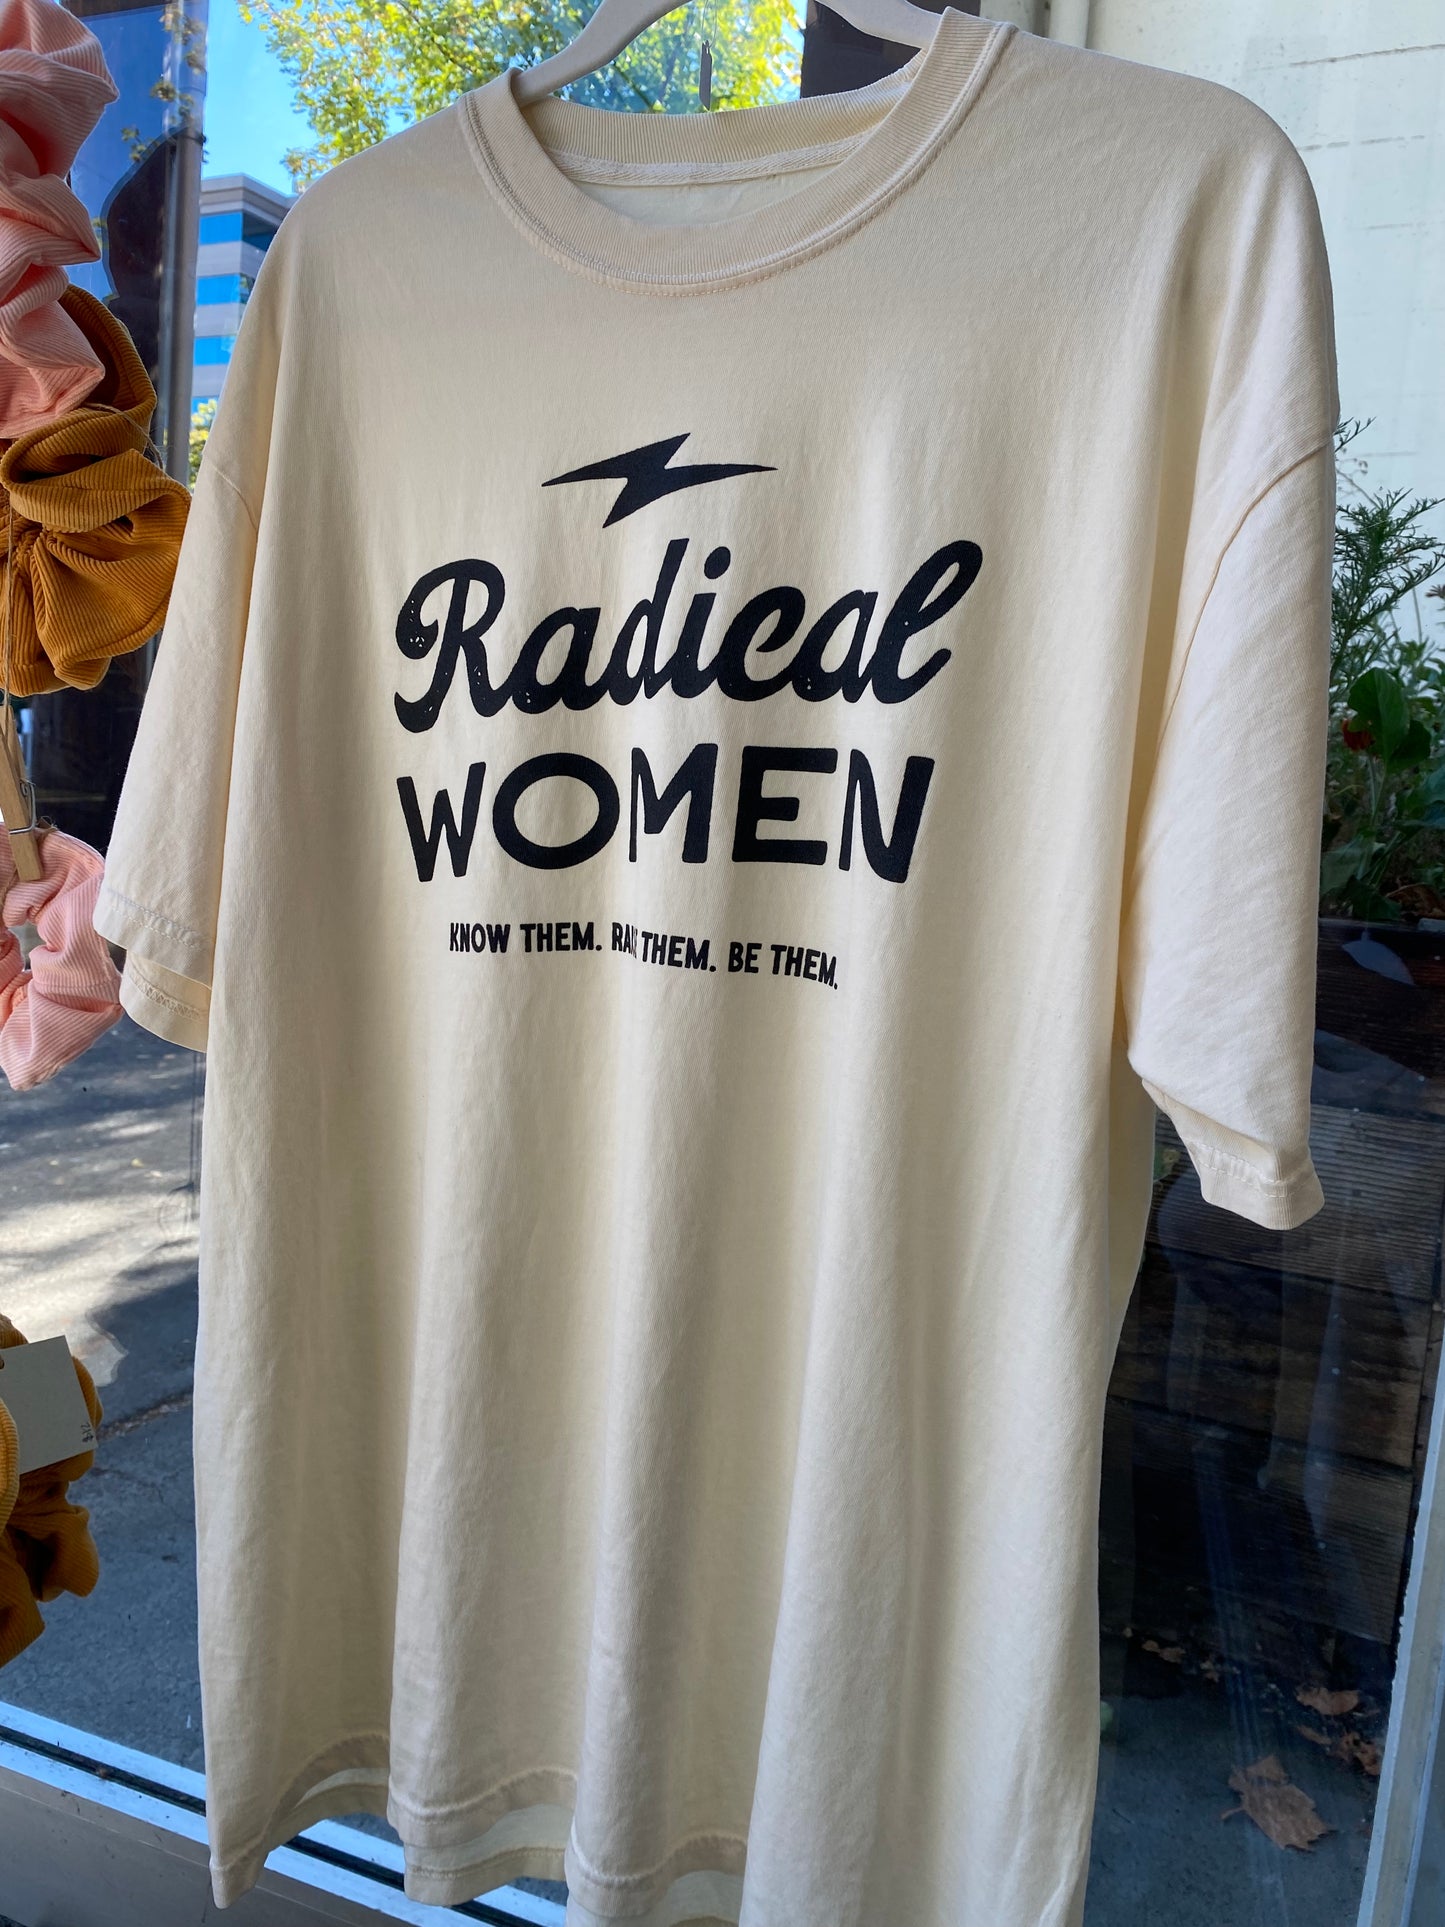 Radical
WOMEN
KNOW THEM. RAISE THEM. BE THEM.